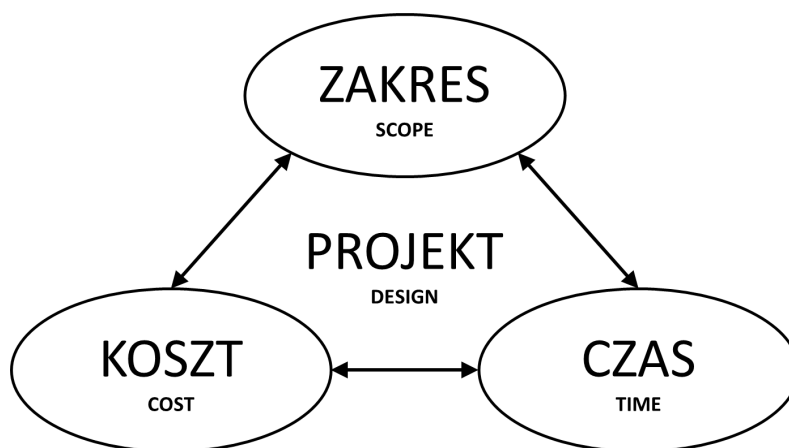 ZAKRES
SCOPE
PROJEKT
DESIGN
KOSZT
COST
CZAS
TIME